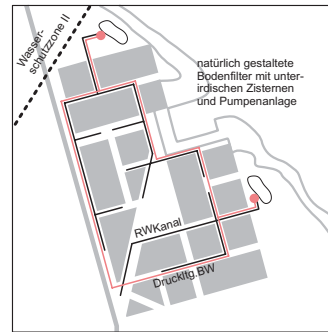 Wasser-
schutzzone II
natürlich gestaltete
Bodenfilter mit unter-
irdischen Zisternen
und Pumpenanlage
RWKanal
Druckltg.BW